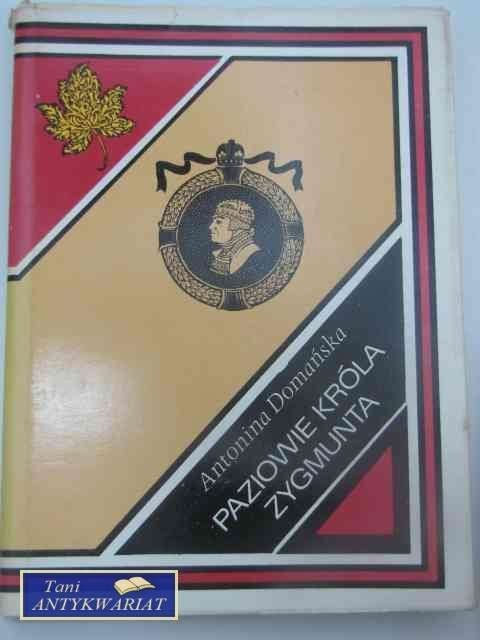 Antonina Domańska
PAZIOWIE KRÓLA
ZYGMUNTA
Tani
ANTYKWARIAT